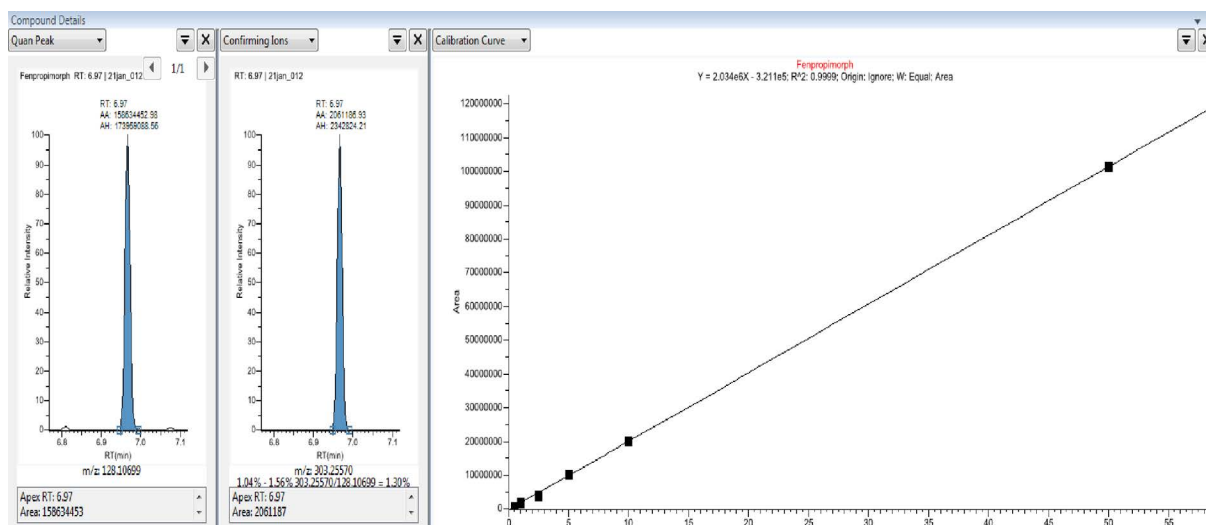 Compound Details
Quan Peak
Confirming Ions
Calibration Curve
Fenpropimorph RT: 6.97 | 21jan_012
1/1
RT: 6.97
AA: 158634452.98
AH: 173959088.56
Relative Intensity
100
90
80
70
60
50
40
30
20
10
0
6.8 6.9 7.0 7.1
RT(min)
m/z: 128.10699
Apex RT: 6.97
Area: 158634453
RT: 6.97 | 21jan_012
RT: 6.97
AA: 2061186.93
AH: 2342824.21
Relative Intensity
100
90
80
70
60
50
40
30
20
10
0
6.8 6.9 7.0 7.1
RT(min)
m/z: 303.25570
1.04% - 1.56% 303.25570/128.10699 = 1.30%
Apex RT: 6.97
Area: 2061187
Fenpropimorph
Y = 2.034e6X - 3.211e5; R^2: 0.9999; Origin: Ignore; W: Equal; Area
Area
120000000
110000000
100000000
90000000
80000000
70000000
60000000
50000000
40000000
30000000
20000000
10000000
0
0 5 10 15 20 25 30 35 40 45 50 55